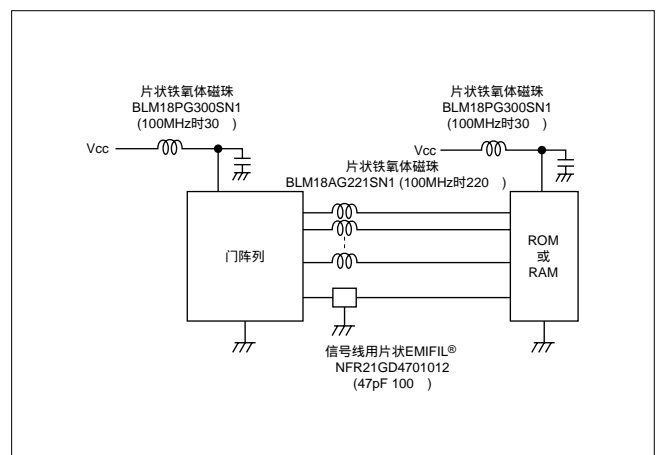 片状铁氧体磁珠
BLM18PG300SN1
(100MHz时30 )
片状铁氧体磁珠
BLM18PG300SN1
(100MHz时30 )
Vcc
Vcc
片状铁氧体磁珠
BLM18AG221SN1 (100MHz时220 )
门阵列
ROM
或
RAM
信号线用片状EMIFIL®
NFR21GD4701012
(47pF 100 )